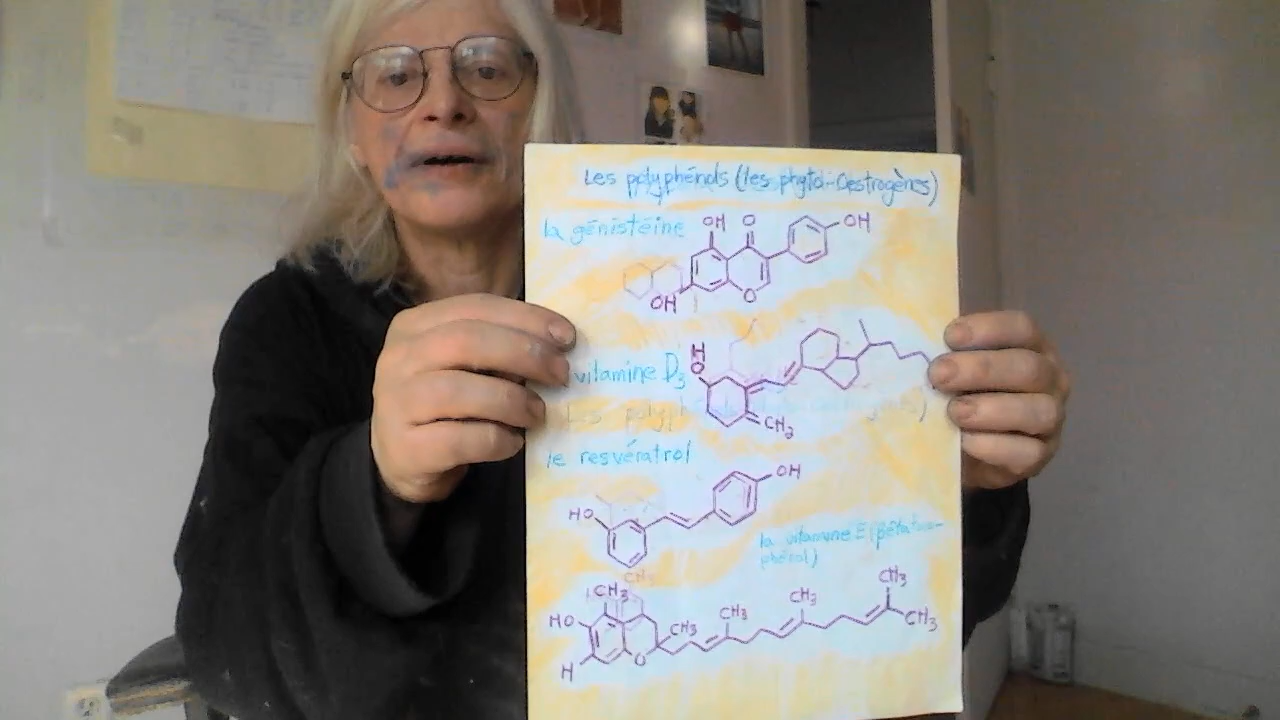 Les polyphénols (les phyto-Oestrogènes)
la génistéine
OH O OH
OH O
vitamine D3
H
O
CH2
le resvératrol
OH
HO
la vitamine E (bêta
phérol)
CH3
CH3
CH3
CH3
CH3
CH3
HO
O
H